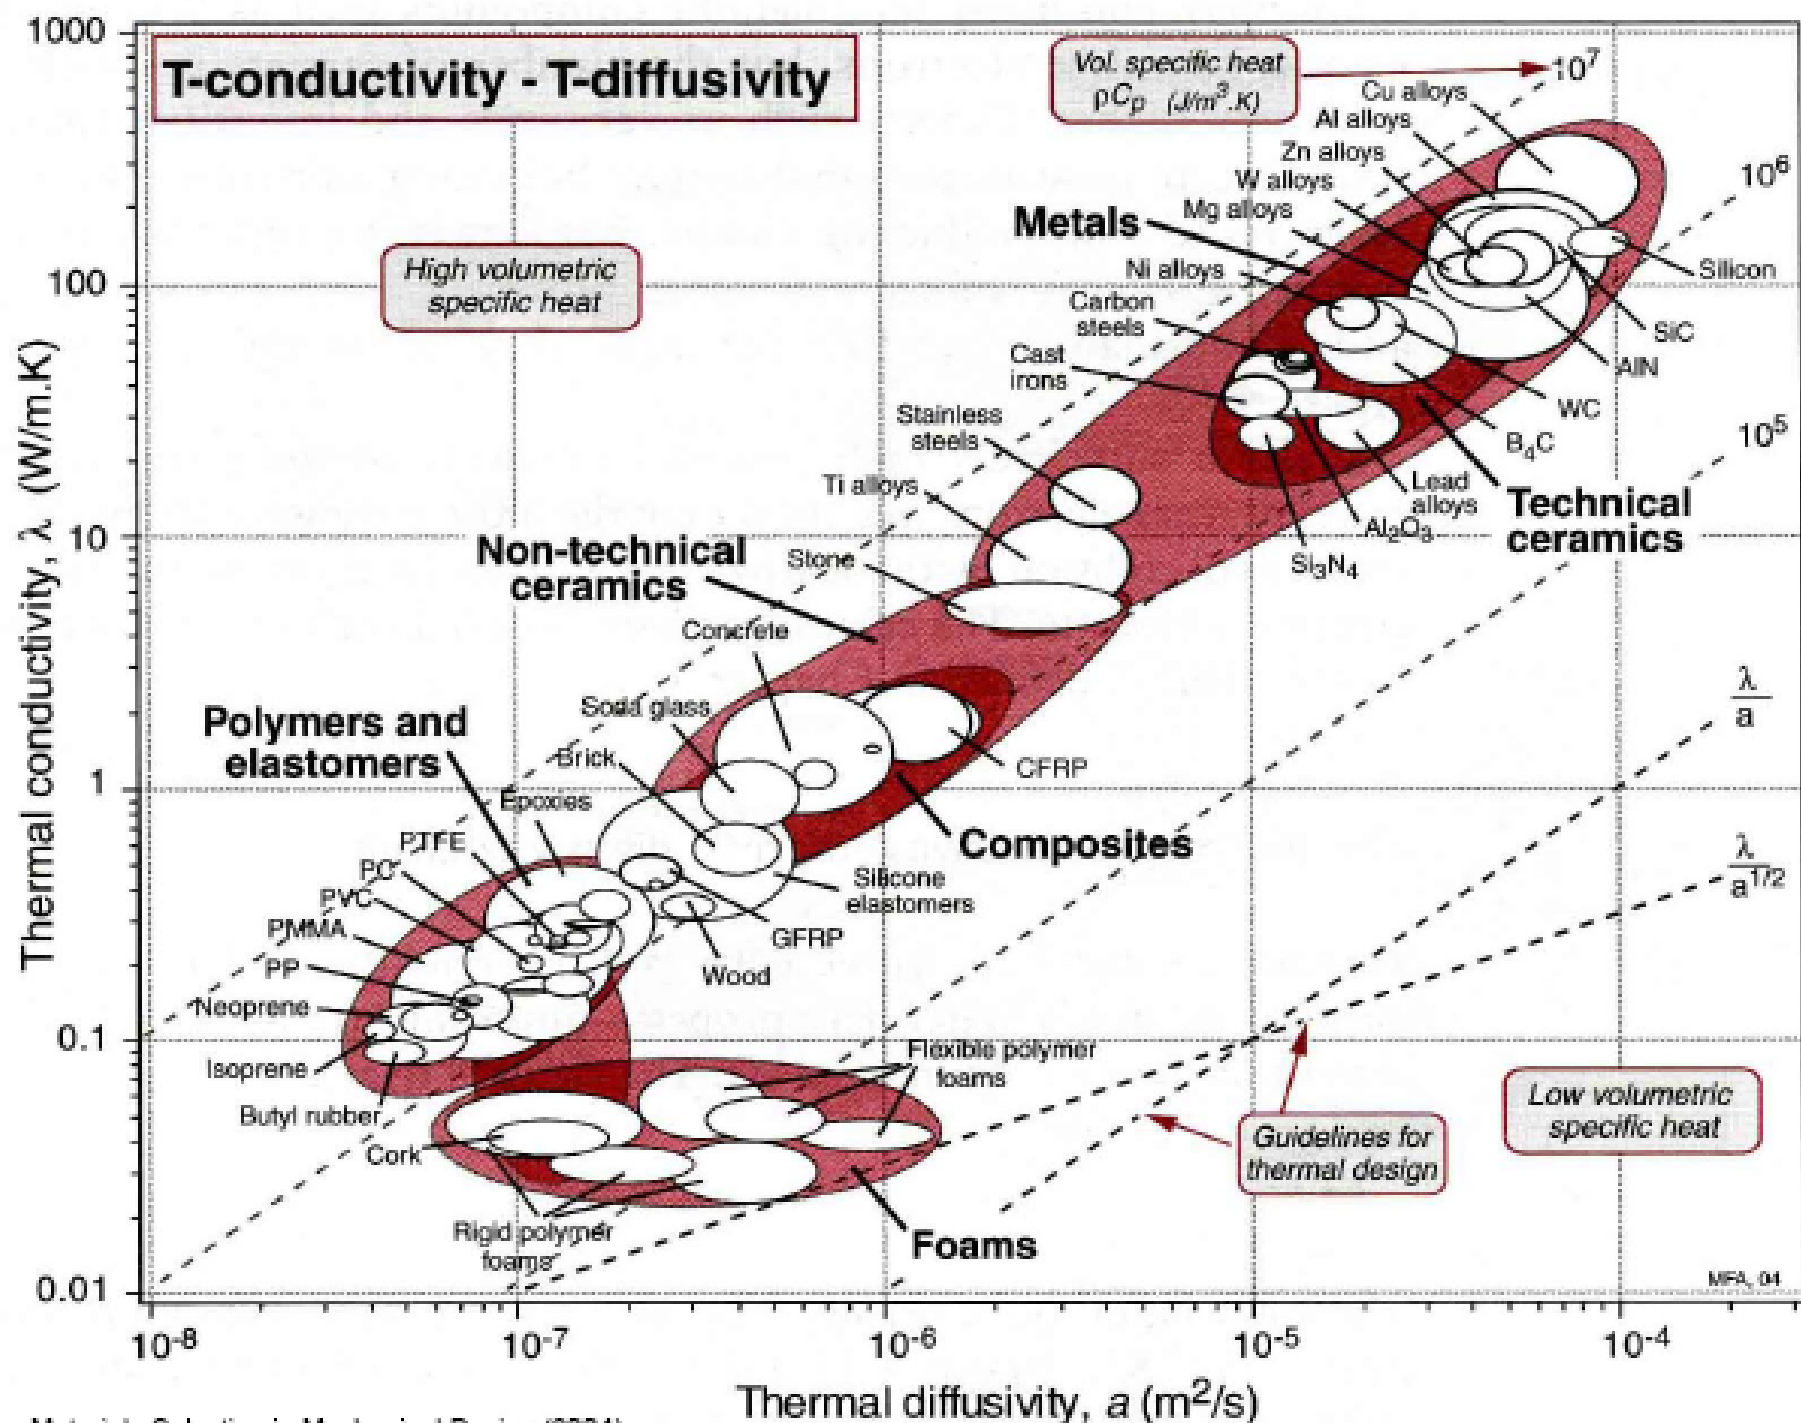 T-conductivity - T-diffusivity
Vol. specific heat
ρCp (J/m³.K)
10⁷
10⁶
10⁵
Cu alloys
Al alloys
Zn alloys
W alloys
Mg alloys
Metals
Ni alloys
Carbon
steels
Cast
irons
Stainless
steels
Ti alloys
Stone
High volumetric
specific heat
Silicon
SiC
AlN
WC
B₄C
Lead
alloys
Al₂O₃
Si₃N₄
Technical
ceramics
Non-technical
ceramics
Concrete
Soda glass
Brick
Polymers and
elastomers
Epoxies
PTFE
PC
PVC
PMMA
PP
Neoprene
Isoprene
Butyl rubber
Cork
Rigid polymer
foams
CFRP
Composites
Silicone
elastomers
GFRP
Wood
Flexible polymer
foams
Foams
Guidelines for
thermal design
Low volumetric
specific heat
λ
a
λ
a1/2
MFA, 04
Thermal conductivity, λ (W/m.K)
1000
100
10
1
0.1
0.01
10-8
10-7
10-6
10-5
10-4
Thermal diffusivity, a (m2/s)